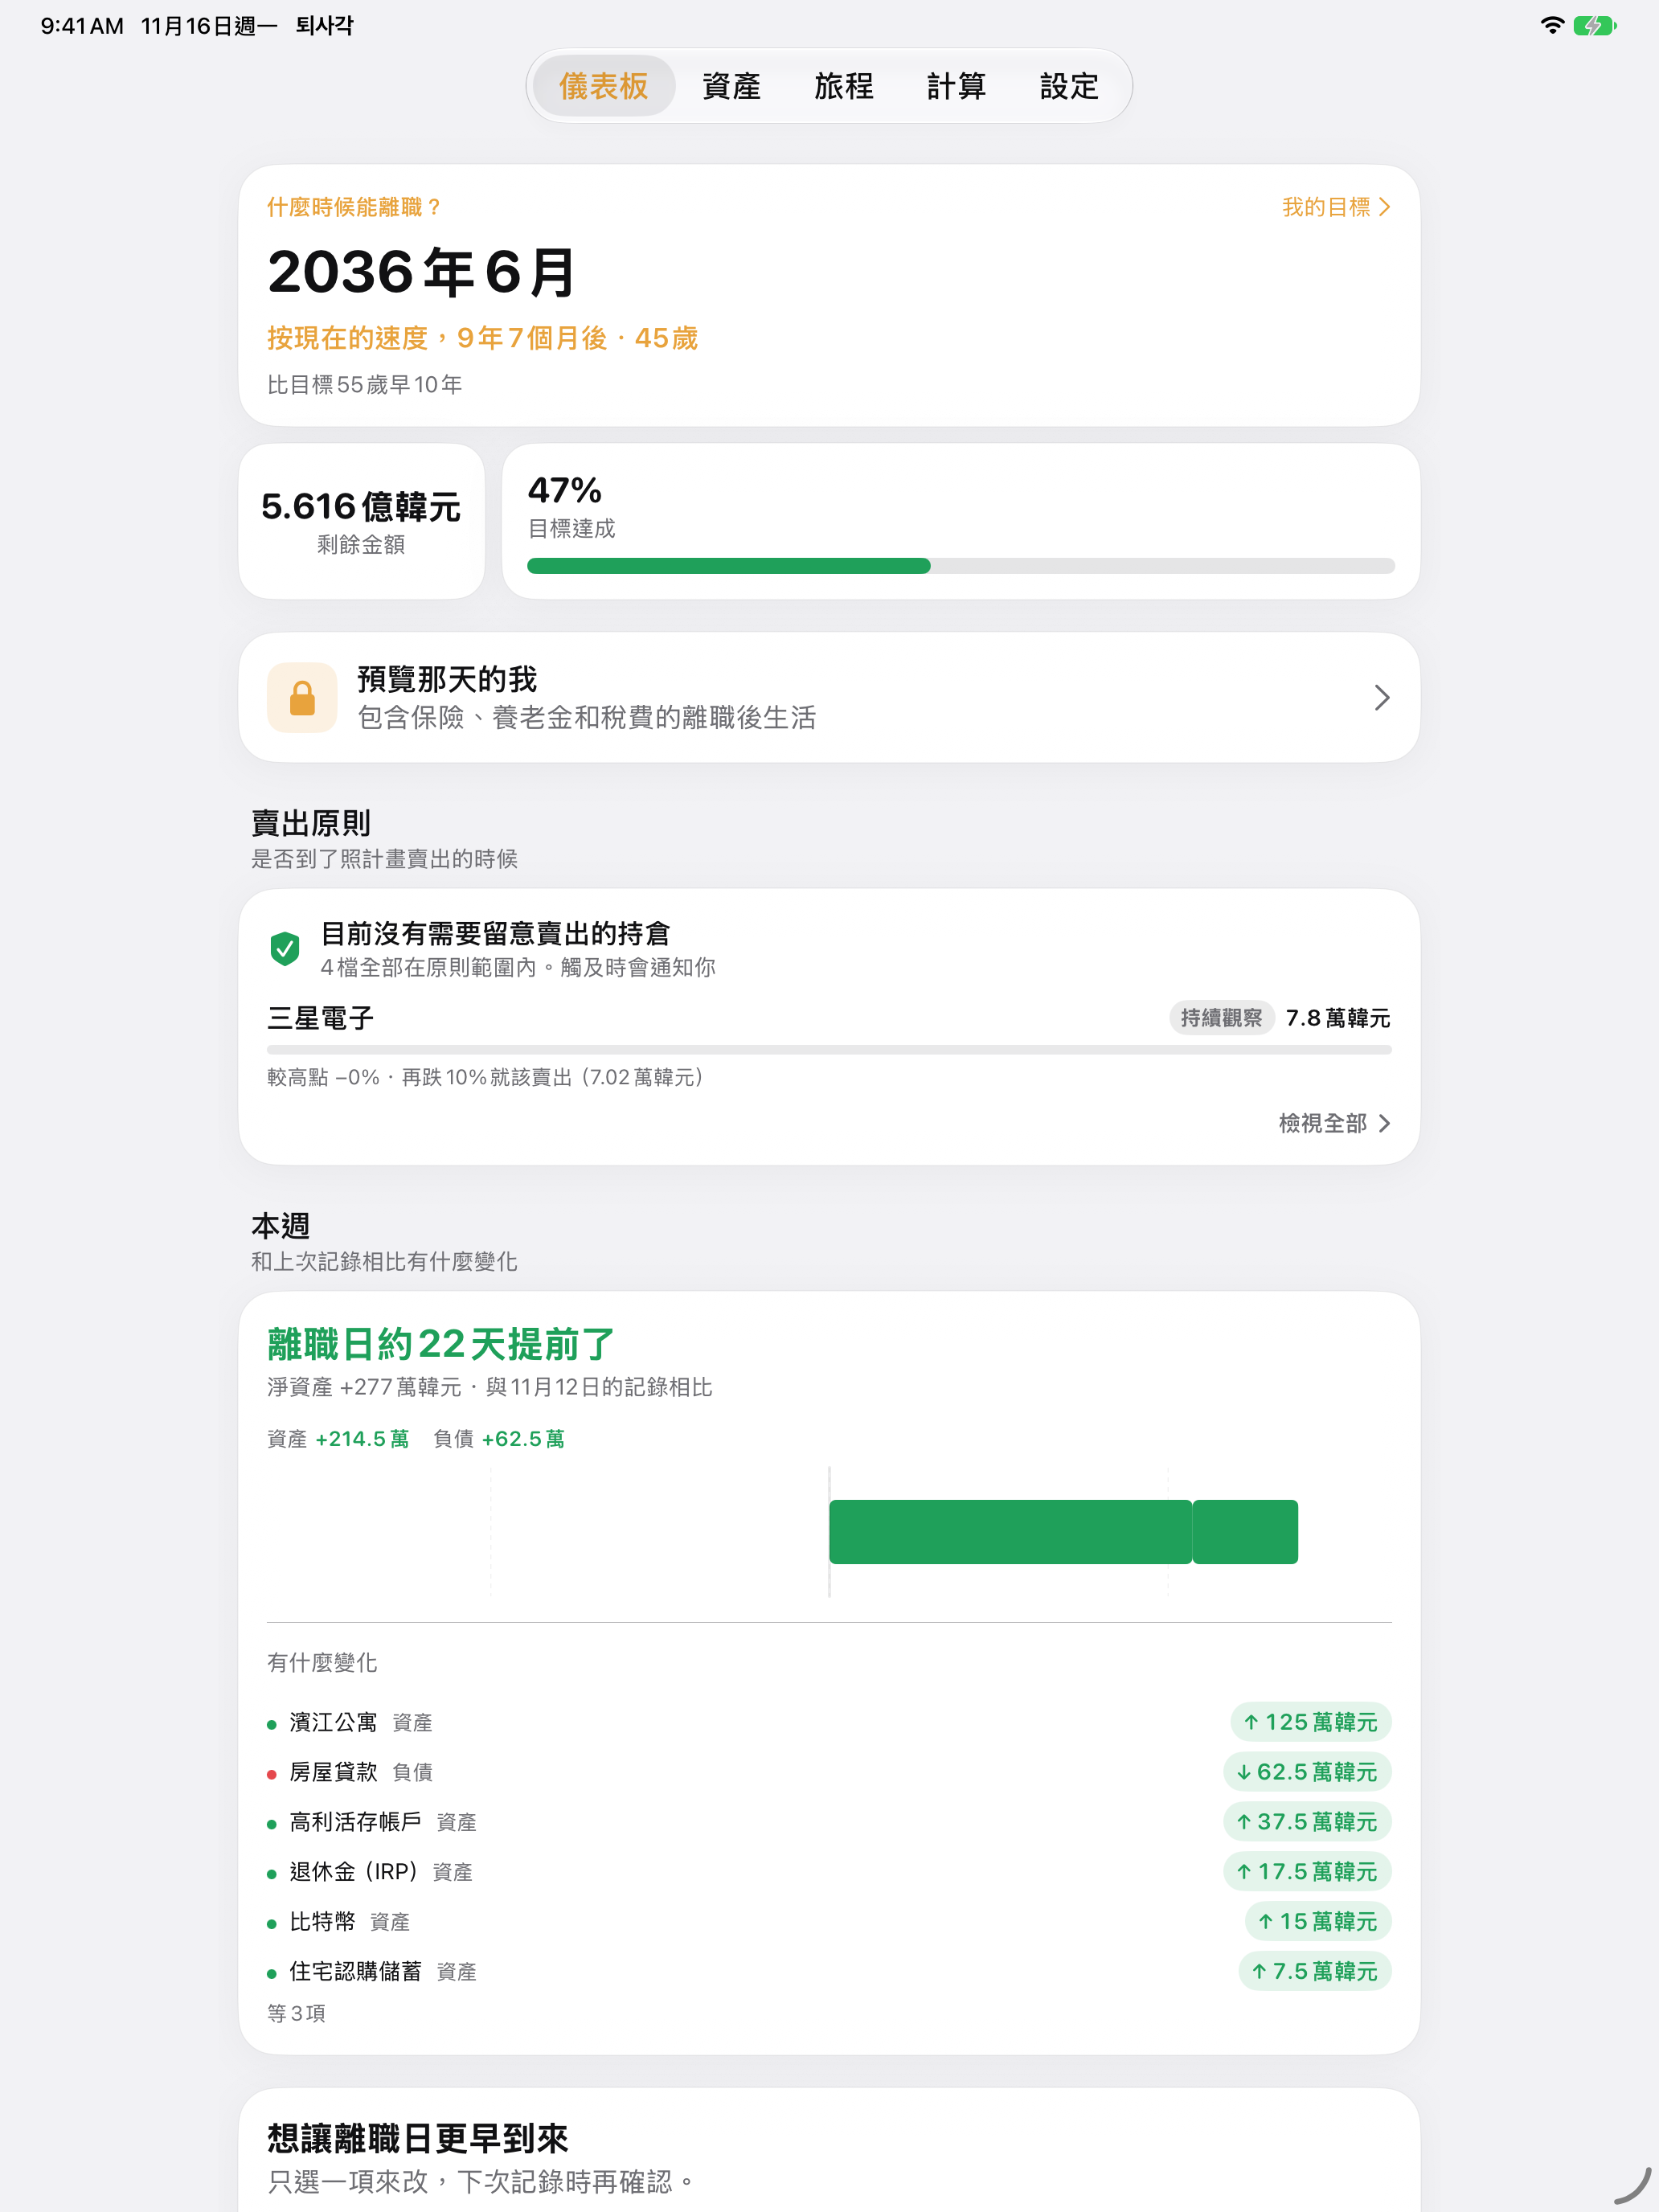 9:41 AM 11月16日週一 퇴사각
儀表板 資產 旅程 計算 設定
什麼時候能離職？ 我的目標
2036年6月
按現在的速度，9年7個月後 · 45歲
比目標55歲早10年
5.616億韓元
剩餘金額
47%
目標達成
預覽那天的我
包含保險、養老金和稅費的離職後生活
賣出原則
是否到了照計畫賣出的時候
目前沒有需要留意賣出的持倉
4檔全部在原則範圍內。觸及時會通知你
三星電子 持續觀察 7.8萬韓元
較高點 −0% · 再跌10%就該賣出（7.02萬韓元）
檢視全部
本週
和上次記錄相比有什麼變化
離職日約22天提前了
淨資產 +277萬韓元 · 與11月12日的記錄相比
資產 +214.5萬 負債 +62.5萬
有什麼變化
濱江公寓 資產 ↑125萬韓元
房屋貸款 負債 ↓62.5萬韓元
高利活存帳戶 資產 ↑37.5萬韓元
退休金（IRP） 資產 ↑17.5萬韓元
比特幣 資產 ↑15萬韓元
住宅認購儲蓄 資產 ↑7.5萬韓元
等3項
想讓離職日更早到來
只選一項來改，下次記錄時再確認。